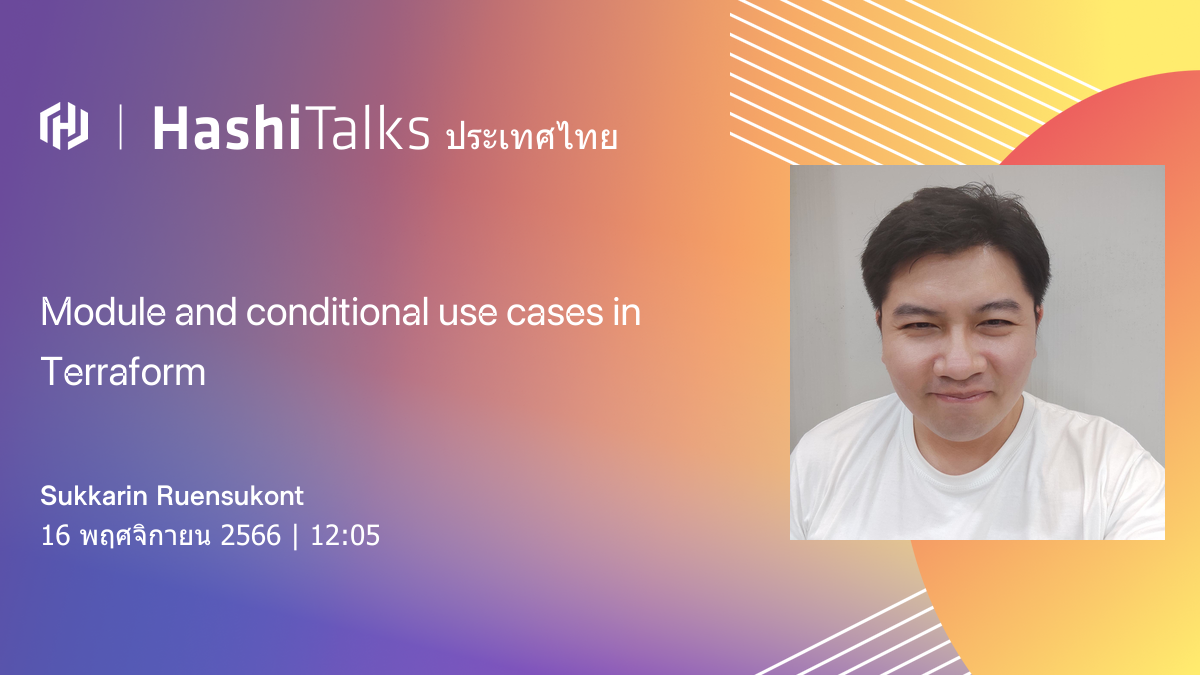 HashiTalks ประเทศไทย
Module and conditional use cases in
Terraform
Sukkarin Ruensukont
16 พฤศจิกายน 2566 | 12:05